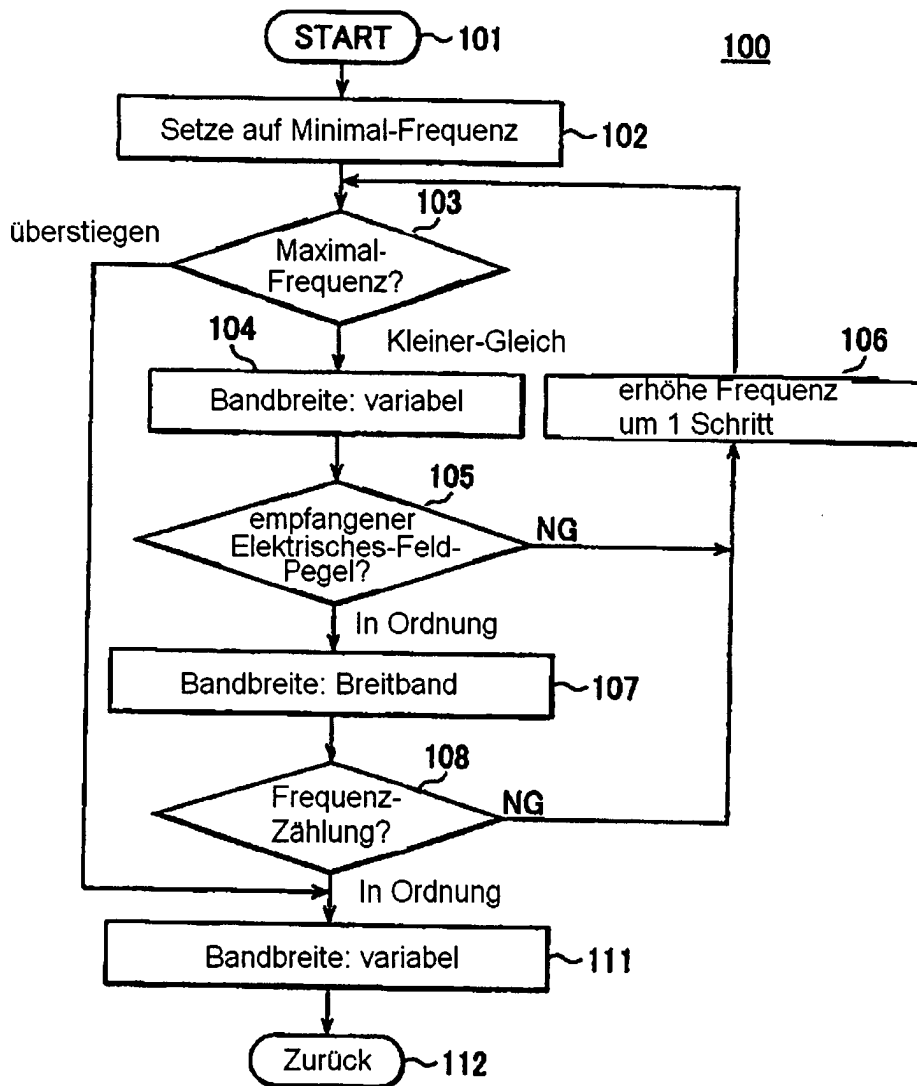 START
101
100
Setze auf Minimal-Frequenz
102
103
überstiegen
Maximal-
Frequenz?
104
Kleiner-Gleich
106
Bandbreite: variabel
erhöhe Frequenz
um 1 Schritt
105
empfangener
Elektrisches-Feld-
Pegel?
NG
In Ordnung
Bandbreite: Breitband
107
108
Frequenz-
Zählung?
NG
In Ordnung
Bandbreite: variabel
111
Zurück
112